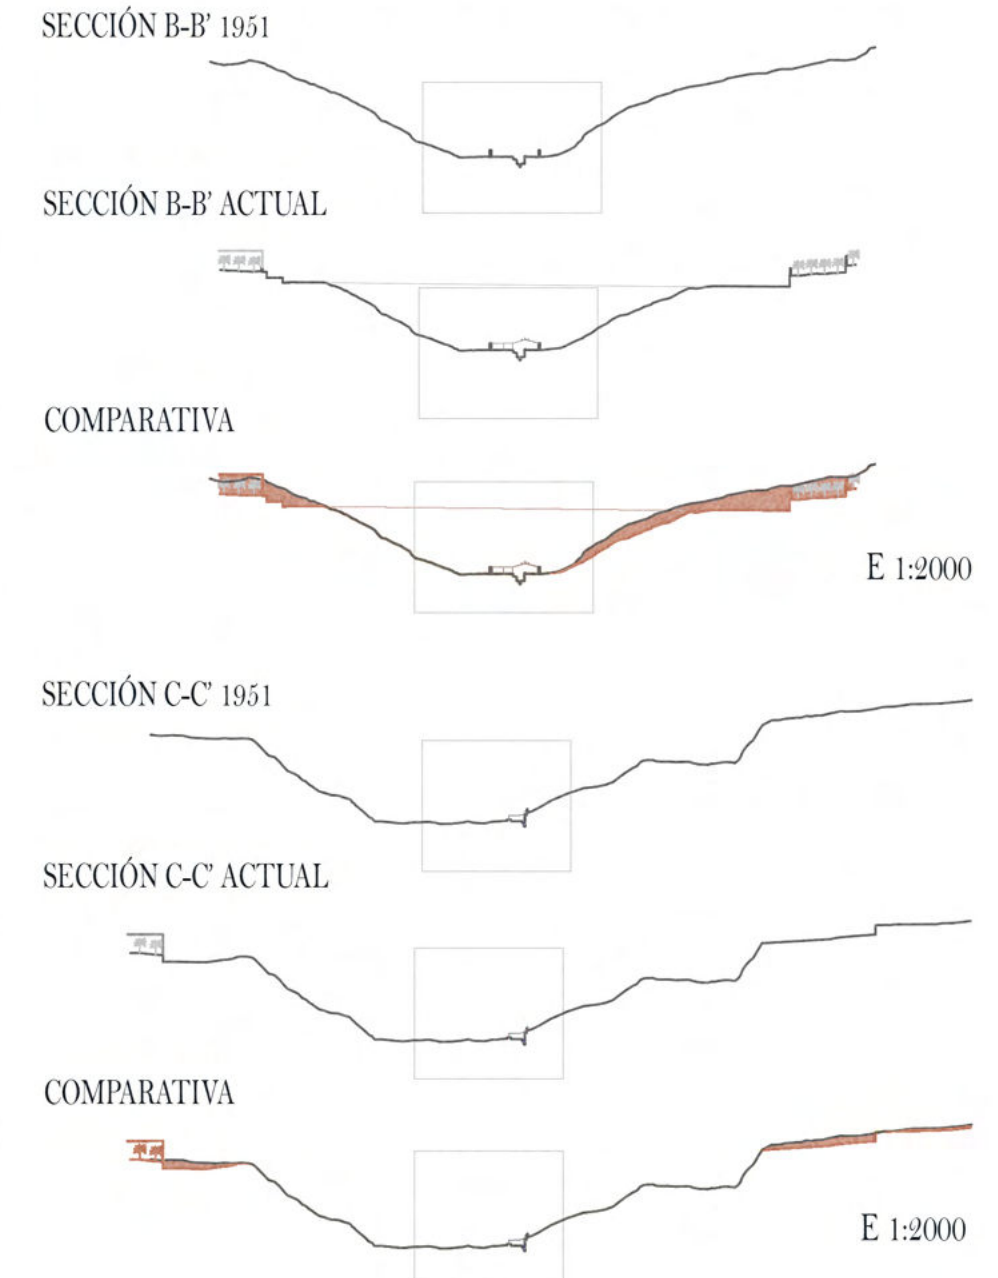 SECCIÓN B-B’ 1951
SECCIÓN B-B’ ACTUAL
COMPARATIVA
E 1:2000
SECCIÓN C-C’ 1951
SECCIÓN C-C’ ACTUAL
COMPARATIVA
E 1:2000